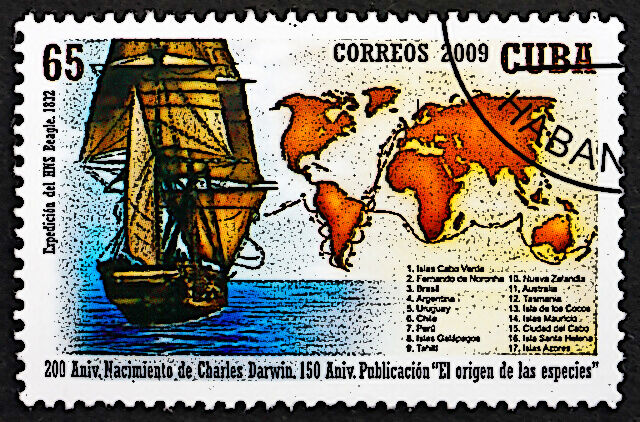 65
CORREOS 2009 CUBA
HABAN
Expedición del HMS Beagle. 1832
1. Islas Cabo Verde
2. Fernando de Noronha
3. Brasil
4. Argentina
5. Uruguay
6. Chile
7. Perú
8. Islas Galápagos
9. Tahití
10. Nueva Zelandia
11. Australia
12. Tasmania
13. Isla de los Cocos
14. Islas Mauricio
15. Ciudad del Cabo
16. Isla Santa Helena
17. Islas Azores
200 Aniv. Nacimiento de Charles Darwin. 150 Aniv. Publicación "El origen de las especies"